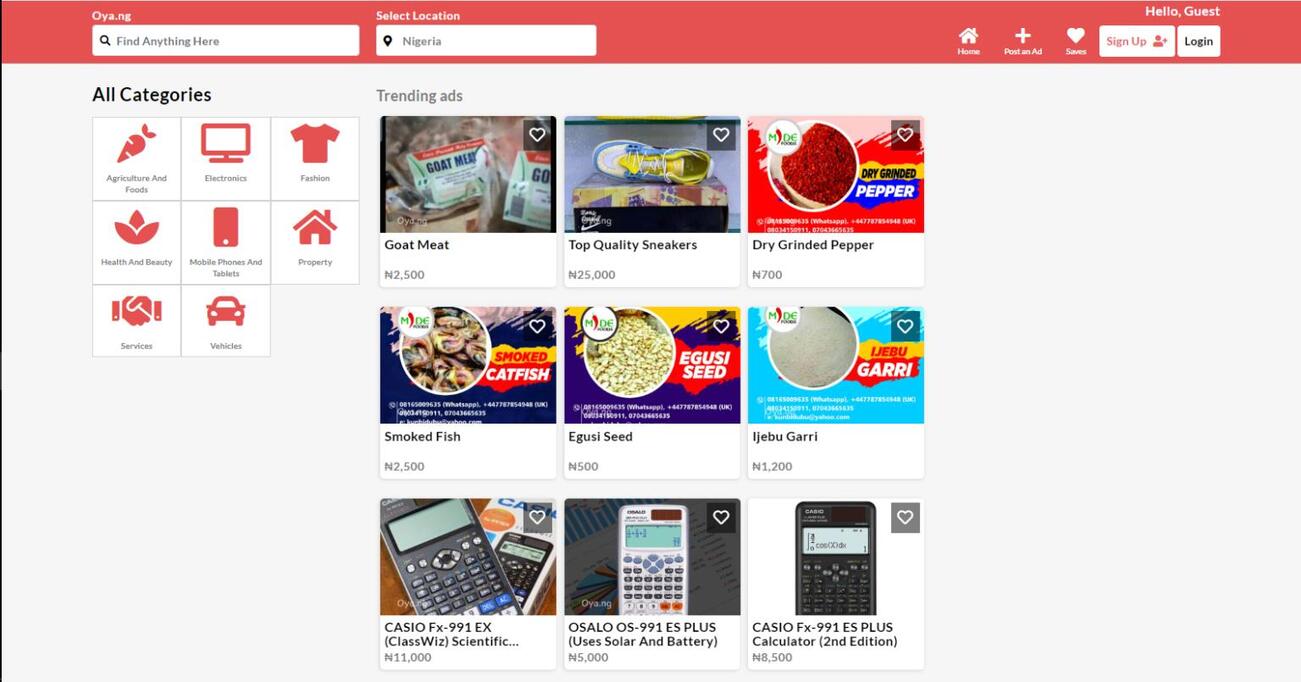 Oya.ng
Select Location
Hello, Guest
Find Anything Here
Nigeria
Home
Post an Ad
Saves
Sign Up
Login
All Categories
Agriculture And
Foods
Electronics
Fashion
Health And Beauty
Mobile Phones And
Tablets
Property
Services
Vehicles
Trending ads
GOAT MEAT
GO
Oya.ng
Goat Meat
₦2,500
Top Quality Sneakers
₦25,000
MIDE
FOODS
DRY GRINDED
PEPPER
08165009635 (Whatsapp), +447787854948 (UK)
08034150911, 07043665635
Dry Grinded Pepper
₦700
MIDE
FOODS
SMOKED
CATFISH
08165009635 (Whatsapp), +447787854948 (UK)
08034150911, 07043665635
e: kunbidubu@yahoo.com
Smoked Fish
₦2,500
MIDE
FOODS
EGUSI
SEED
08165009635 (Whatsapp), +447787854948 (UK)
08034150911, 07043665635
Egusi Seed
₦500
MIDE
FOODS
IJEBU
GARRI
08165009635 (Whatsapp), +447787854948 (UK)
08034150911, 07043665635
e: kunbidubu@yahoo.com
Ijebu Garri
₦1,200
CASIO
Oya.ng
CASIO Fx-991 EX
(ClassWiz) Scientific...
₦11,000
OSALO
Oya.ng
OSALO OS-991 ES PLUS
(Uses Solar And Battery)
₦5,000
CASIO
cos(X)dx
CASIO Fx-991 ES PLUS
Calculator (2nd Edition)
₦8,500